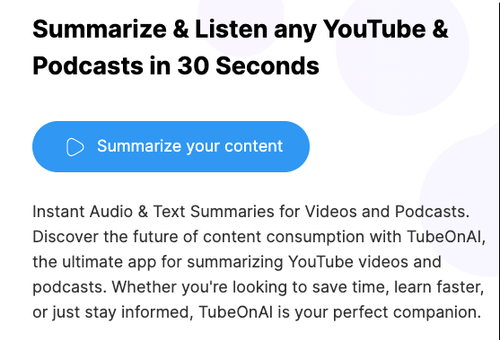 Summarize & Listen any YouTube &
Podcasts in 30 Seconds
Summarize your content
Instant Audio & Text Summaries for Videos and Podcasts.
Discover the future of content consumption with TubeOnAI,
the ultimate app for summarizing YouTube videos and
podcasts. Whether you're looking to save time, learn faster,
or just stay informed, TubeOnAI is your perfect companion.